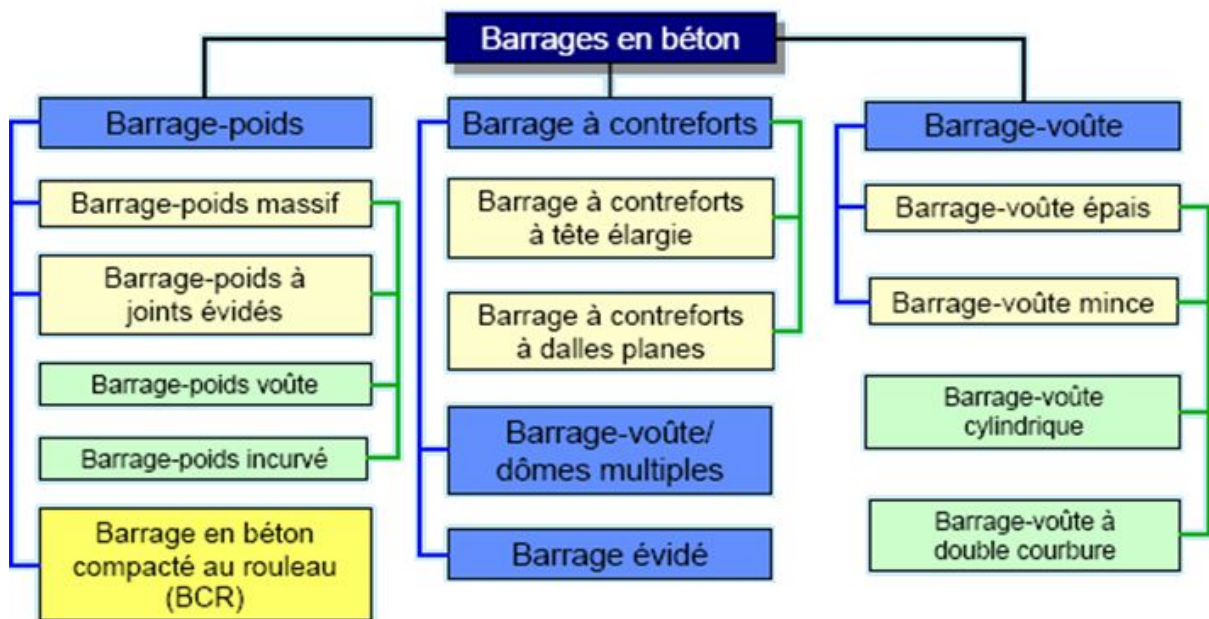 Barrages en béton
Barrage-poids
Barrage-poids massif
Barrage-poids à
joints évidés
Barrage-poids voûte
Barrage-poids incurvé
Barrage en béton
compacté au rouleau
(BCR)
Barrage à contreforts
Barrage à contreforts
à tête élargie
Barrage à contreforts
à dalles planes
Barrage-voûte/
dômes multiples
Barrage évidé
Barrage-voûte
Barrage-voûte épais
Barrage-voûte mince
Barrage-voûte
cylindrique
Barrage-voûte à
double courbure